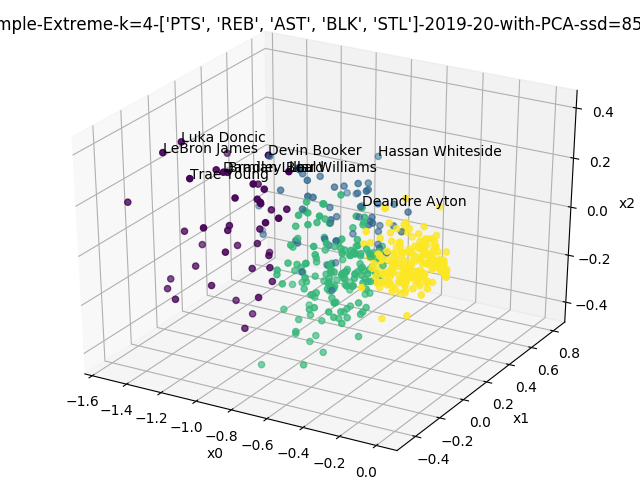 mple-Extreme-k=4-['PTS', 'REB', 'AST', 'BLK', 'STL']-2019-20-with-PCA-ssd=85
Luka Doncic
LeBron James
Devin Booker
Hassan Whiteside
Williams
Trae Young
Deandre Ayton
0.4
0.2
0.0
−0.2
−0.4
x2
0.8
0.6
0.4
0.2
0.0
−0.2
−0.4
x1
−1.6
−1.4
−1.2
−1.0
−0.8
−0.6
−0.4
−0.2
0.0
x0